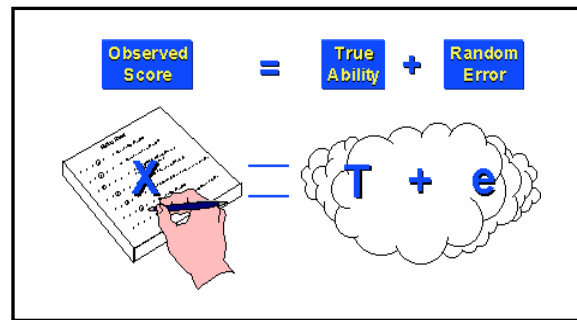 Observed Score = True Ability + Random Error
X = T + e